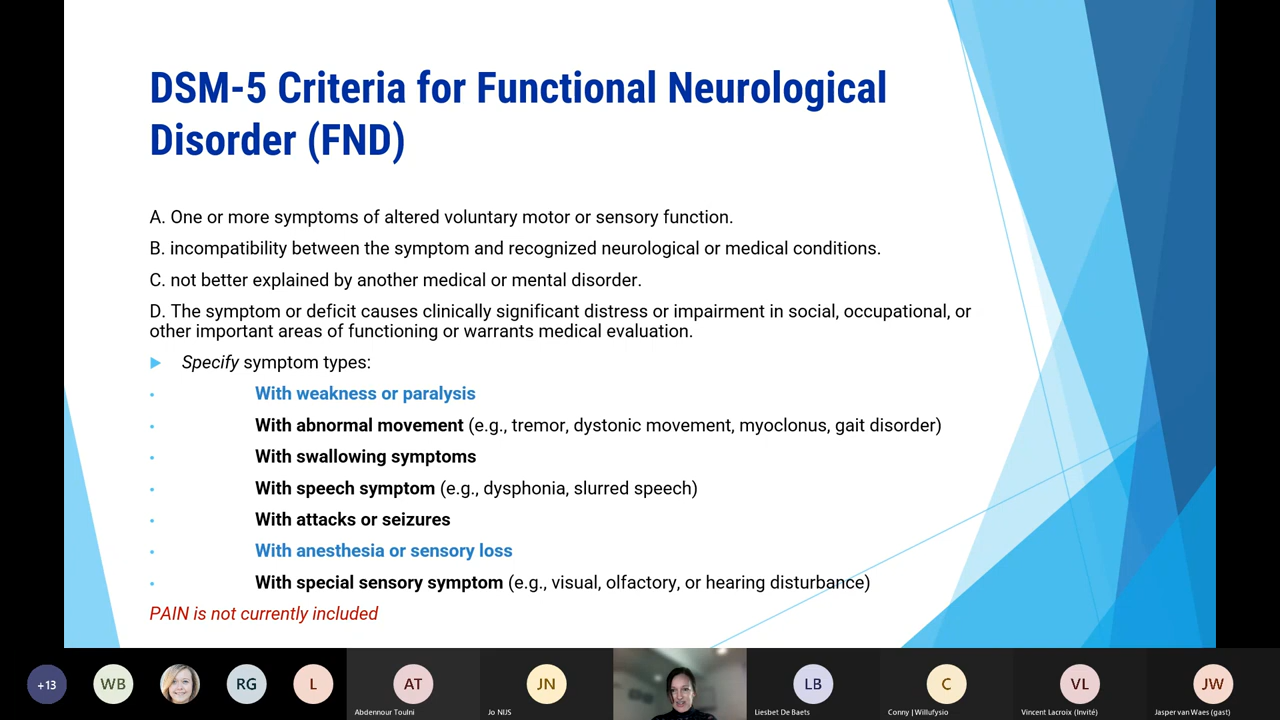 DSM-5 Criteria for Functional Neurological
Disorder (FND)
A. One or more symptoms of altered voluntary motor or sensory function.
B. incompatibility between the symptom and recognized neurological or medical conditions.
C. not better explained by another medical or mental disorder.
D. The symptom or deficit causes clinically significant distress or impairment in social, occupational, or
other important areas of functioning or warrants medical evaluation.
Specify symptom types:
With weakness or paralysis
With abnormal movement (e.g., tremor, dystonic movement, myoclonus, gait disorder)
With swallowing symptoms
With speech symptom (e.g., dysphonia, slurred speech)
With attacks or seizures
With anesthesia or sensory loss
With special sensory symptom (e.g., visual, olfactory, or hearing disturbance)
PAIN is not currently included
+13 WB RG L AT JN LB C VL JW
Abdennour Toulni Jo NIJS Liesbet De Baets Conny | Willufysio Vincent Lacroix (Invité) Jasper van Waes (gast)